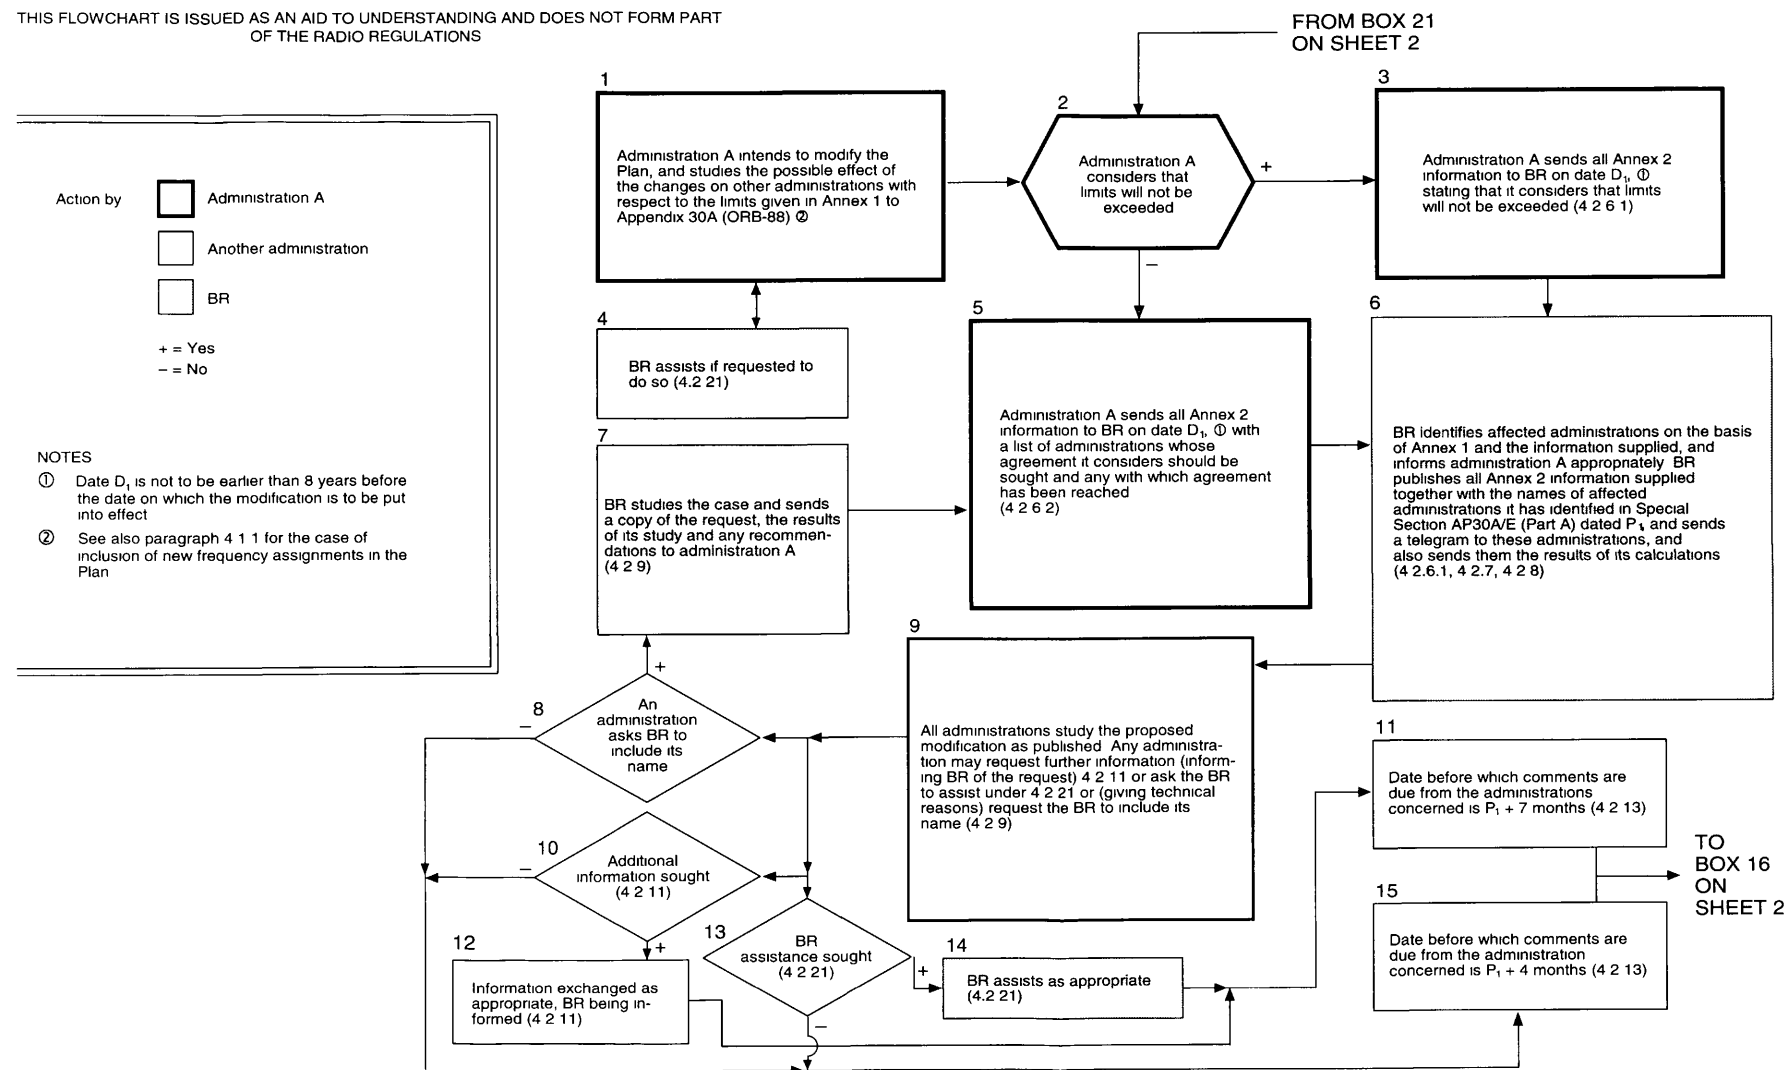 THIS FLOWCHART IS ISSUED AS AN AID TO UNDERSTANDING AND DOES NOT FORM PART
OF THE RADIO REGULATIONS
FROM BOX 21
ON SHEET 2
Action by
Administration A
Another administration
BR
+ = Yes
– = No
NOTES
① Date D₁ is not to be earlier than 8 years before
the date on which the modification is to be put
into effect
② See also paragraph 4 1 1 for the case of
inclusion of new frequency assignments in the
Plan
1
Administration A intends to modify the
Plan, and studies the possible effect of
the changes on other administrations with
respect to the limits given in Annex 1 to
Appendix 30A (ORB-88) ②
2
Administration A
considers that
limits will not be
exceeded
+
–
3
Administration A sends all Annex 2
information to BR on date D₁, ①
stating that it considers that limits
will not be exceeded (4 2 6 1)
4
BR assists if requested to
do so (4.2 21)
5
Administration A sends all Annex 2
information to BR on date D₁, ① with
a list of administrations whose
agreement it considers should be
sought and any with which agreement
has been reached
(4 2 6 2)
6
BR identifies affected administrations on the basis
of Annex 1 and the information supplied, and
informs administration A appropriately BR
publishes all Annex 2 information supplied
together with the names of affected
administrations it has identified in Special
Section AP30A/E (Part A) dated P₁, and sends
a telegram to these administrations, and
also sends them the results of its calculations
(4 2.6.1, 4 2.7, 4 2 8)
7
BR studies the case and sends
a copy of the request, the results
of its study and any recommen-
dations to administration A
(4 2 9)
+
8
–
An
administration
asks BR to
include its
name
9
All administrations study the proposed
modification as published Any administra-
tion may request further information (inform-
ing BR of the request) 4 2 11 or ask the BR
to assist under 4 2 21 or (giving technical
reasons) request the BR to include its
name (4 2 9)
10
–
Additional
information sought
(4 2 11)
+
11
Date before which comments are
due from the administrations
concerned is P₁ + 7 months (4 2 13)
TO
BOX 16
ON
SHEET 2
12
Information exchanged as
appropriate, BR being in-
formed (4 2 11)
13
BR
assistance sought
(4 2 21)
+
–
14
BR assists as appropriate
(4.2 21)
15
Date before which comments are
due from the administration
concerned is P₁ + 4 months (4 2 13)